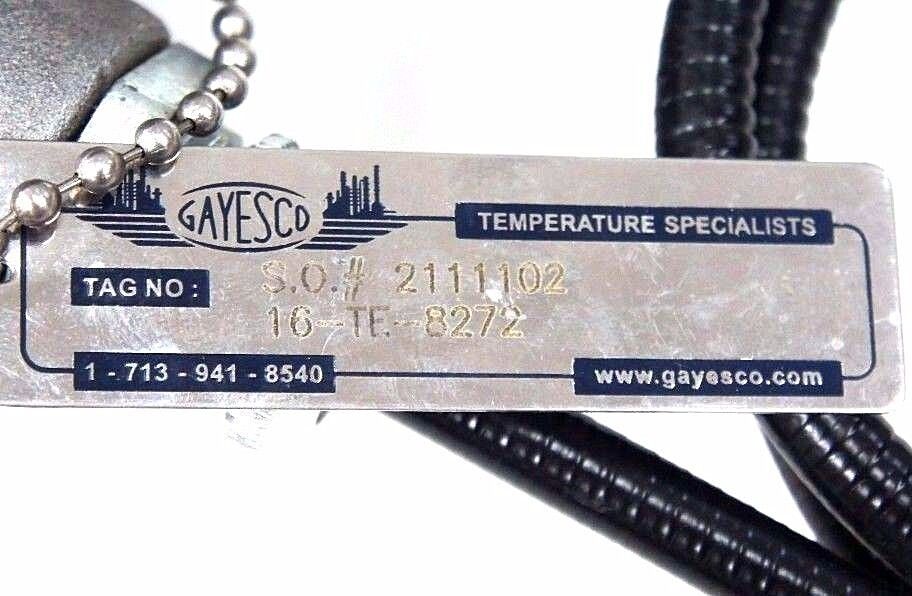 GAYESCO
TEMPERATURE SPECIALISTS
TAG NO: S.O.# 2111102
16-TE-8272
1 - 713 - 941 - 8540
www.gayesco.com